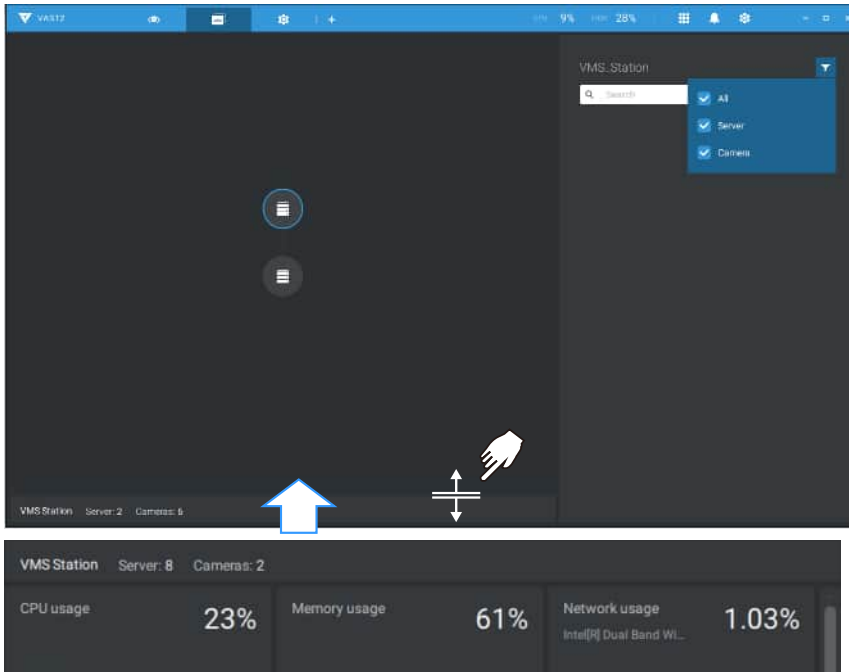 VAST2
9% 28%
VMS_Station
Search
All
Server
Camera
VMS Station Server: 2 Cameras: 6
VMS Station Server: 8 Cameras: 2
CPU usage 23% Memory usage 61% Network usage 1.03%
Intel[R] Dual Band Wi...